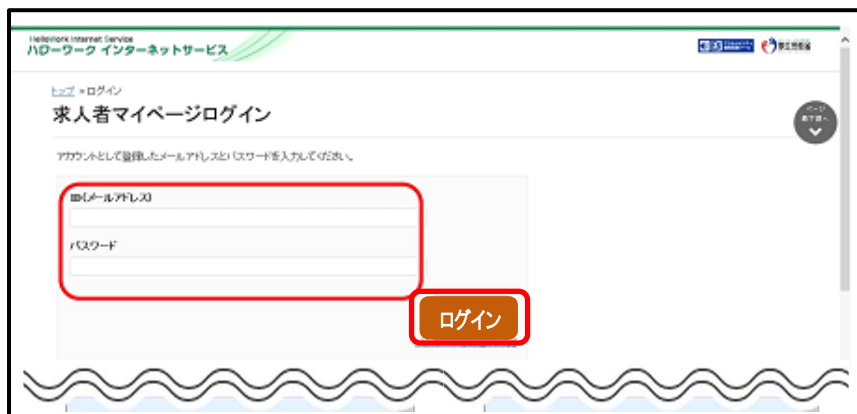 HelloWork Internet Service
ハローワーク インターネットサービス
トップ > ログイン
求人者マイページログイン
アカウントとして登録したメールアドレスとパスワードを入力してください。
ID(メールアドレス)
パスワード
ログイン